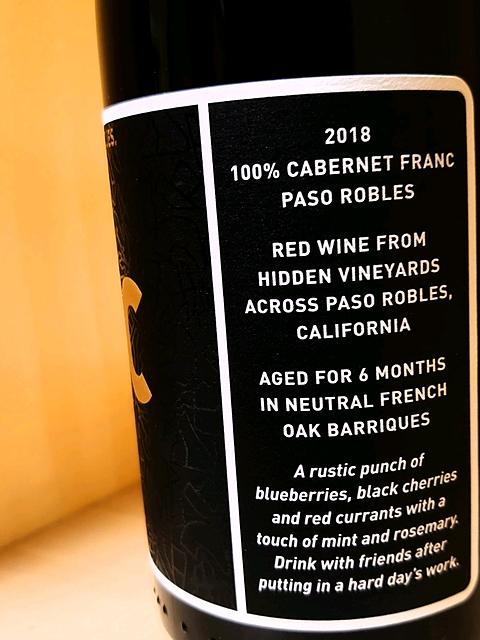 2018
100% CABERNET FRANC
PASO ROBLES
RED WINE FROM
HIDDEN VINEYARDS
ACROSS PASO ROBLES,
CALIFORNIA
AGED FOR 6 MONTHS
IN NEUTRAL FRENCH
OAK BARRIQUES
A rustic punch of
blueberries, black cherries
and red currants with a
touch of mint and rosemary.
Drink with friends after
putting in a hard day's work.